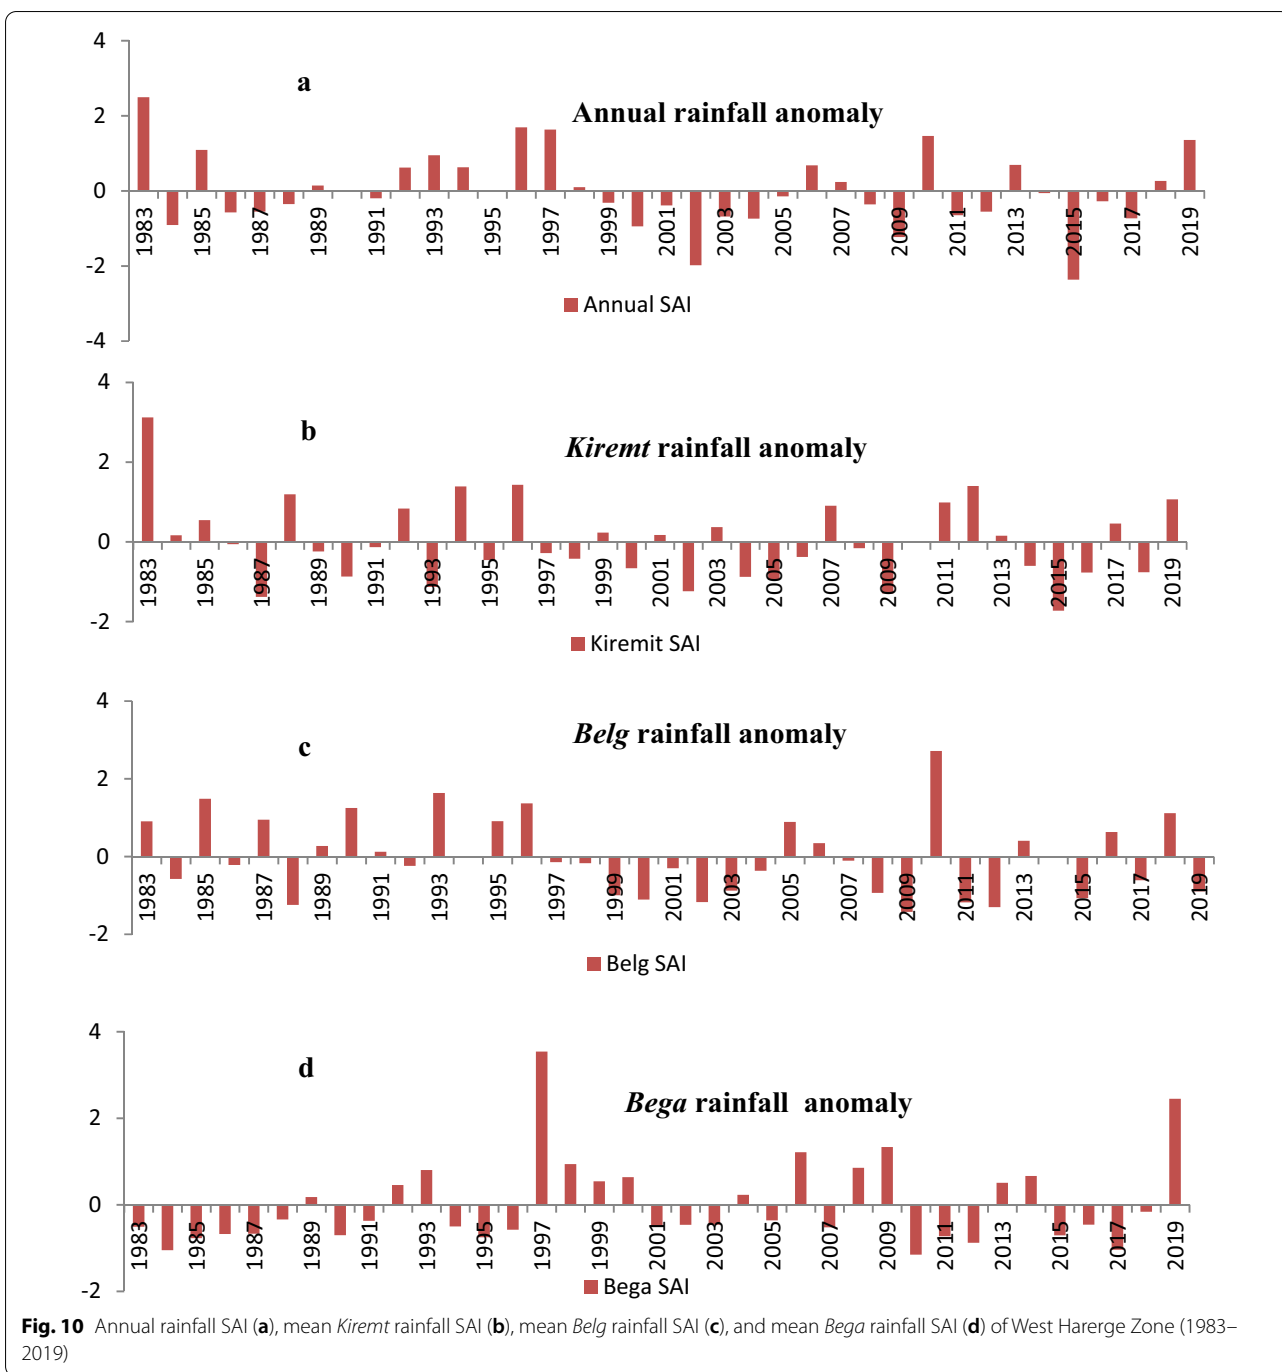 4
a
Annual rainfall anomaly
2
0
1983 1985 1987 1989 1991 1993 1995 1997 1999 2001 2003 2005 2007 2009 2011 2013 2015 2017 2019
-2
Annual SAI
-4
4
b
Kiremt rainfall anomaly
2
0
1983 1985 1987 1989 1991 1993 1995 1997 1999 2001 2003 2005 2007 2009 2011 2013 2015 2017 2019
-2
Kiremit SAI
4
Belg rainfall anomaly
c
2
0
1983 1985 1987 1989 1991 1993 1995 1997 1999 2001 2003 2005 2007 2009 2011 2013 2015 2017 2019
-2
Belg SAI
4
d
Bega rainfall anomaly
2
0
1983 1985 1987 1989 1991 1993 1995 1997 1999 2001 2003 2005 2007 2009 2011 2013 2015 2017 2019
-2
Bega SAI
Fig. 10 Annual rainfall SAI (a), mean Kiremt rainfall SAI (b), mean Belg rainfall SAI (c), and mean Bega rainfall SAI (d) of West Harerge Zone (1983–
2019)